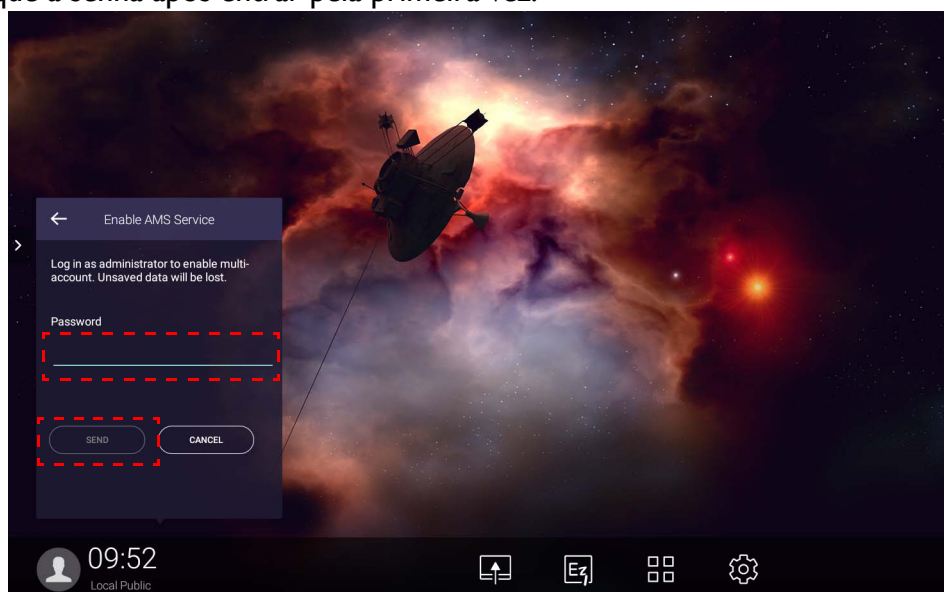 que a senha após entrar pela primeira vez.
Enable AMS Service
Log in as administrator to enable multi-
account. Unsaved data will be lost.
Password
SEND
CANCEL
09:52
Local Public